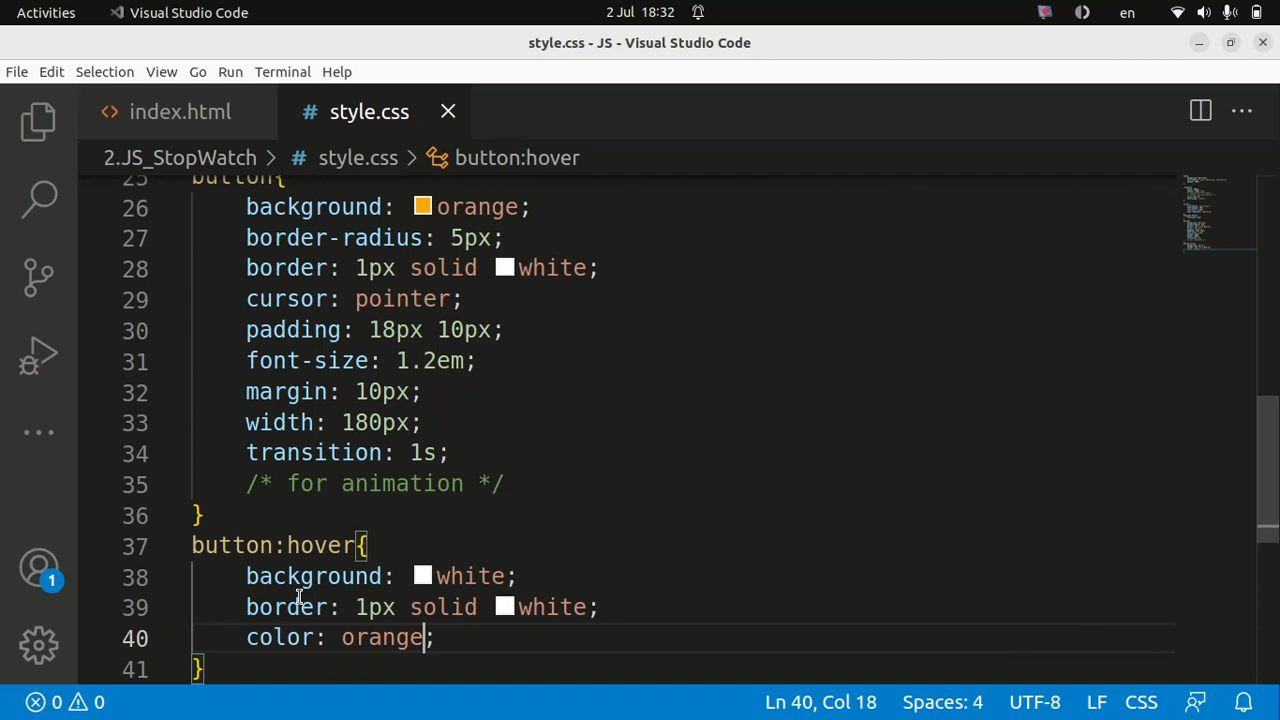 Activities Visual Studio Code 2 Jul 18:32 en
style.css - JS - Visual Studio Code
File Edit Selection View Go Run Terminal Help
<> index.html # style.css
2.JS_StopWatch > # style.css > button:hover
25 button{
26 background: orange;
27 border-radius: 5px;
28 border: 1px solid white;
29 cursor: pointer;
30 padding: 18px 10px;
31 font-size: 1.2em;
32 margin: 10px;
33 width: 180px;
34 transition: 1s;
35 /* for animation */
36 }
37 button:hover{
38 background: white;
39 border: 1px solid white;
40 color: orange;
41 }
1
0 0 Ln 40, Col 18 Spaces: 4 UTF-8 LF CSS